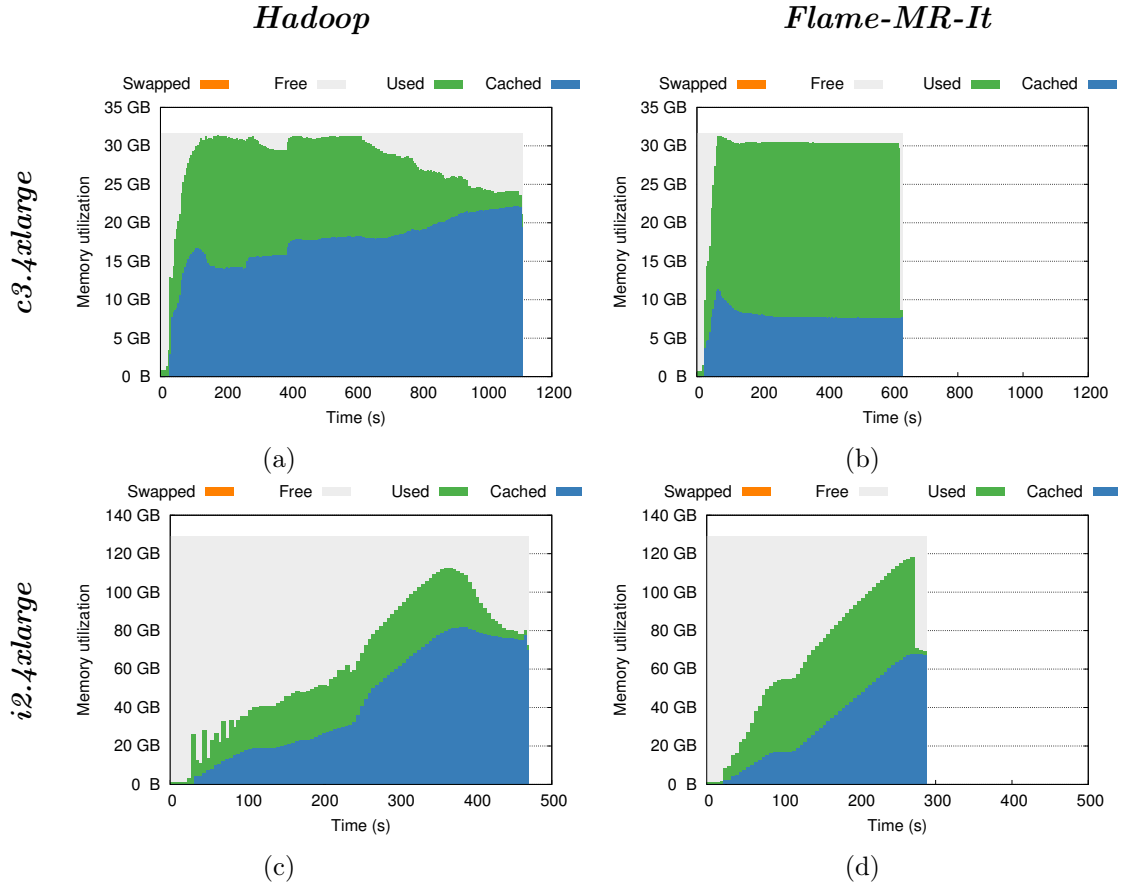 Hadoop
Flame-MR-It
c3.4xlarge
Swapped Free Used Cached
35 GB
30 GB
25 GB
20 GB
15 GB
10 GB
5 GB
0 B
Memory utilization
0 200 400 600 800 1000 1200
Time (s)
(a)
Swapped Free Used Cached
35 GB
30 GB
25 GB
20 GB
15 GB
10 GB
5 GB
0 B
Memory utilization
0 200 400 600 800 1000 1200
Time (s)
(b)
i2.4xlarge
Swapped Free Used Cached
140 GB
120 GB
100 GB
80 GB
60 GB
40 GB
20 GB
0 B
Memory utilization
0 100 200 300 400 500
Time (s)
(c)
Swapped Free Used Cached
140 GB
120 GB
100 GB
80 GB
60 GB
40 GB
20 GB
0 B
Memory utilization
0 100 200 300 400 500
Time (s)
(d)